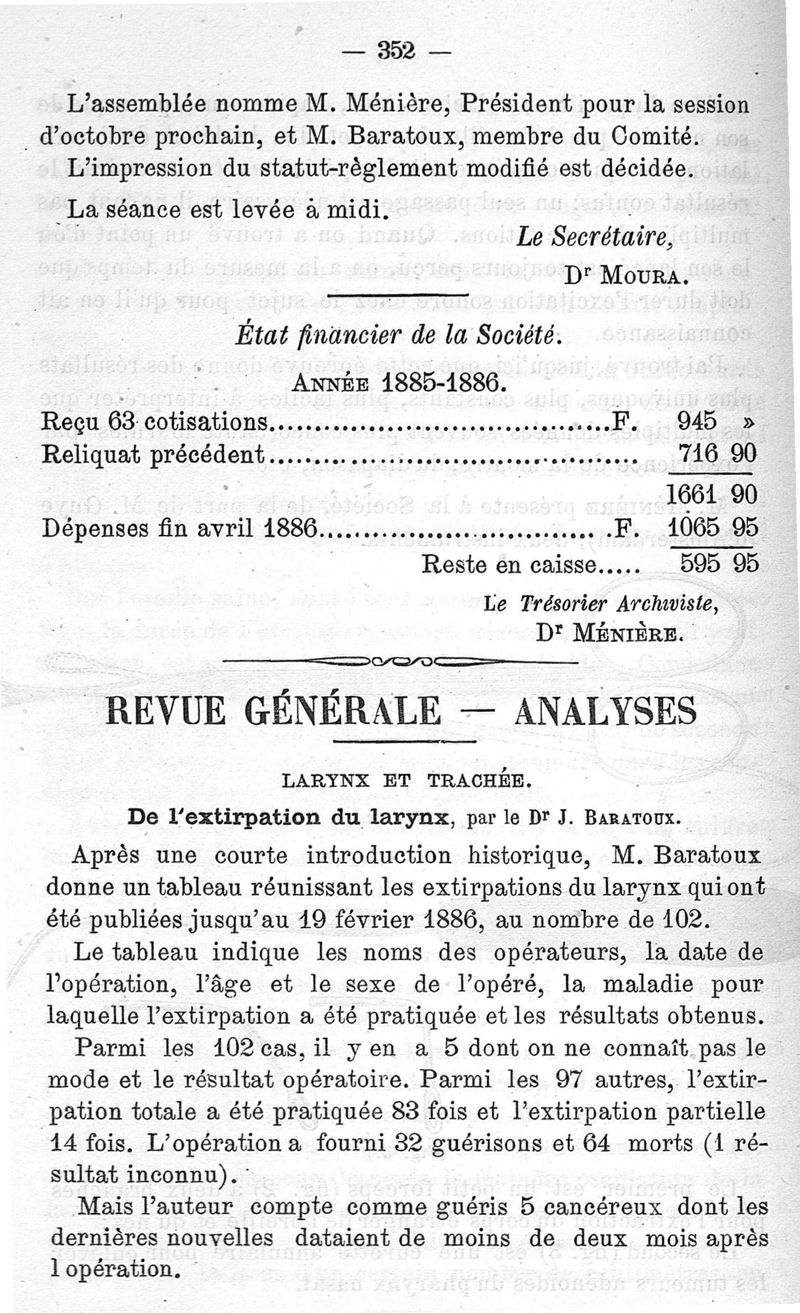 — 352 —
L'assemblée nomme M. Ménière, Président pour la session
d'octobre prochain, et M. Baratoux, membre du Comité.
L'impression du statut-règlement modifié est décidée.
La séance est levée à midi.
Le Secrétaire,
Dr MOURA.
État financier de la Société.
ANNÉE 1885-1886.
Reçu 63 cotisations....................................F. 945 »
Reliquat précédent..................................... 716 90
1661 90
Dépenses fin avril 1886................................F. 1065 95
Reste en caisse..... 595 95
Le Trésorier Archiviste,
Dr MÉNIÈRE.
REVUE GÉNÉRALE — ANALYSES
LARYNX ET TRACHÉE.
De l'extirpation du larynx, par le Dr J. BARATOUX.
Après une courte introduction historique, M. Baratoux
donne un tableau réunissant les extirpations du larynx qui ont
été publiées jusqu'au 19 février 1886, au nombre de 102.
Le tableau indique les noms des opérateurs, la date de
l'opération, l'âge et le sexe de l'opéré, la maladie pour
laquelle l'extirpation a été pratiquée et les résultats obtenus.
Parmi les 102 cas, il y en a 5 dont on ne connaît pas le
mode et le résultat opératoire. Parmi les 97 autres, l'extir-
pation totale a été pratiquée 83 fois et l'extirpation partielle
14 fois. L'opération a fourni 32 guérisons et 64 morts (1 ré-
sultat inconnu).
Mais l'auteur compte comme guéris 5 cancéreux dont les
dernières nouvelles dataient de moins de deux mois après
l opération.